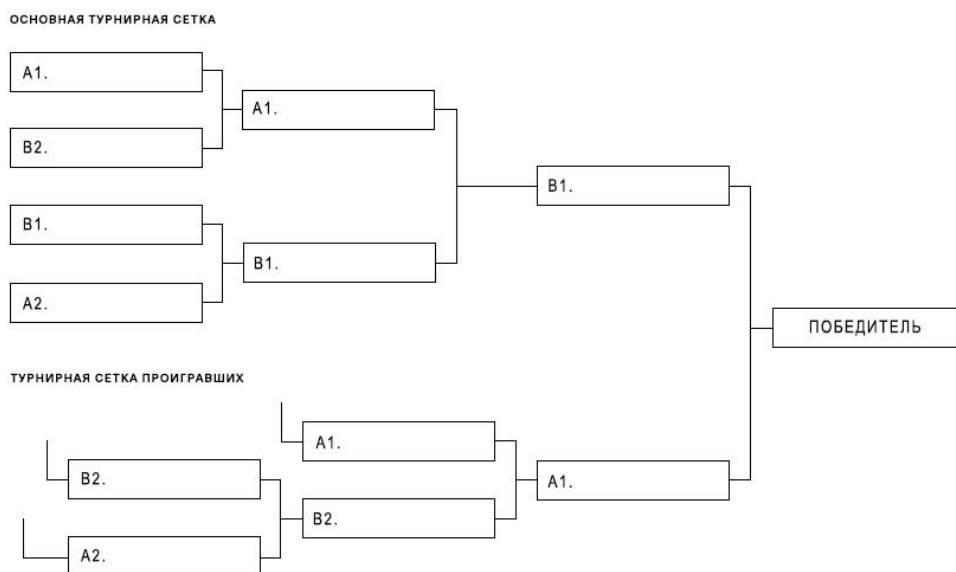 ОСНОВНАЯ ТУРНИРНАЯ СЕТКА
A1.
A1.
B2.
B1.
B1.
B1.
A2.
ПОБЕДИТЕЛЬ
ТУРНИРНАЯ СЕТКА ПРОИГРАВШИХ
A1.
B2.
A1.
B2.
A2.